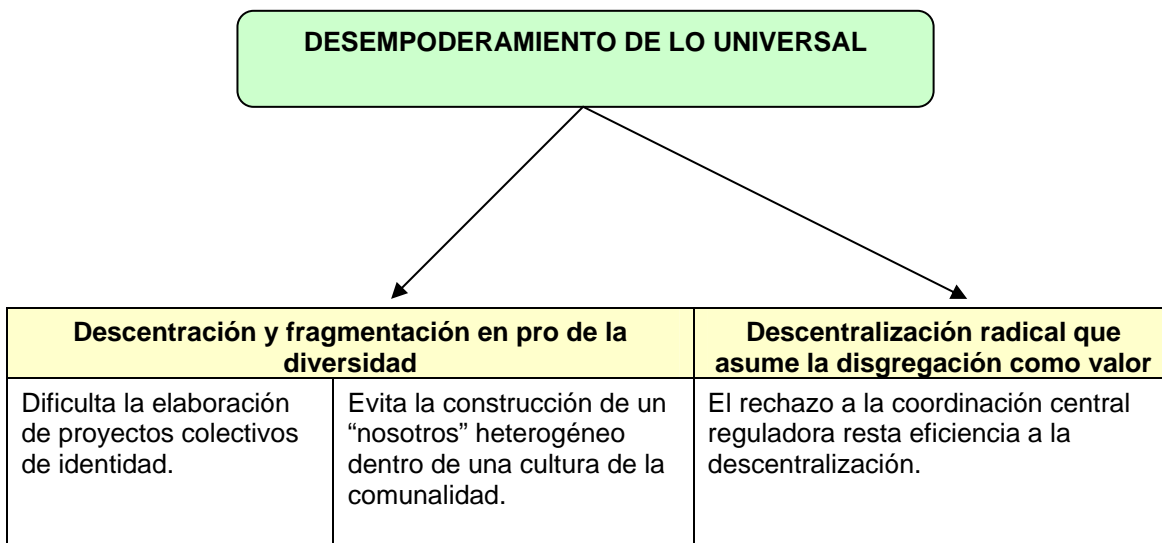 DESEMPODERAMIENTO DE LO UNIVERSAL
Descentración y fragmentación en pro de la
diversidad
Descentralización radical que
asume la disgregación como valor
Dificulta la elaboración
de proyectos colectivos
de identidad.
Evita la construcción de un
“nosotros” heterogéneo
dentro de una cultura de la
comunalidad.
El rechazo a la coordinación central
reguladora resta eficiencia a la
descentralización.